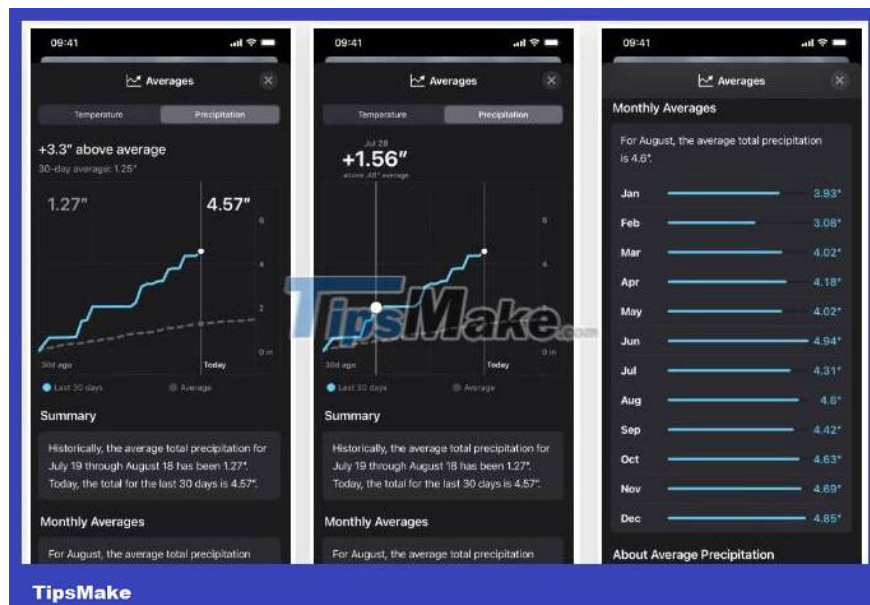 09:41
Averages
Temperature
Precipitation
+3.3" above average
30-day average: 1.25"
1.27"
4.57"
6
4
2
0 in
30d ago
Today
Last 30 days
Average
Summary
Historically, the average total precipitation for
July 19 through August 18 has been 1.27".
Today, the total for the last 30 days is 4.57".
Monthly Averages
For August, the average total precipitation
09:41
Averages
Temperature
Precipitation
Jul 28
+1.56"
above .48" average
6
4
0 in
30d ago
Today
Last 30 days
Average
Summary
Historically, the average total precipitation for
July 19 through August 18 has been 1.27".
Today, the total for the last 30 days is 4.57".
Monthly Averages
For August, the average total precipitation
09:41
Averages
Monthly Averages
For August, the average total precipitation
is 4.6".
Jan 3.93"
Feb 3.08"
Mar 4.02"
Apr 4.18"
May 4.02"
Jun 4.94"
Jul 4.31"
Aug 4.6"
Sep 4.42"
Oct 4.63"
Nov 4.69"
Dec 4.85"
About Average Precipitation
TipsMake.com
TipsMake